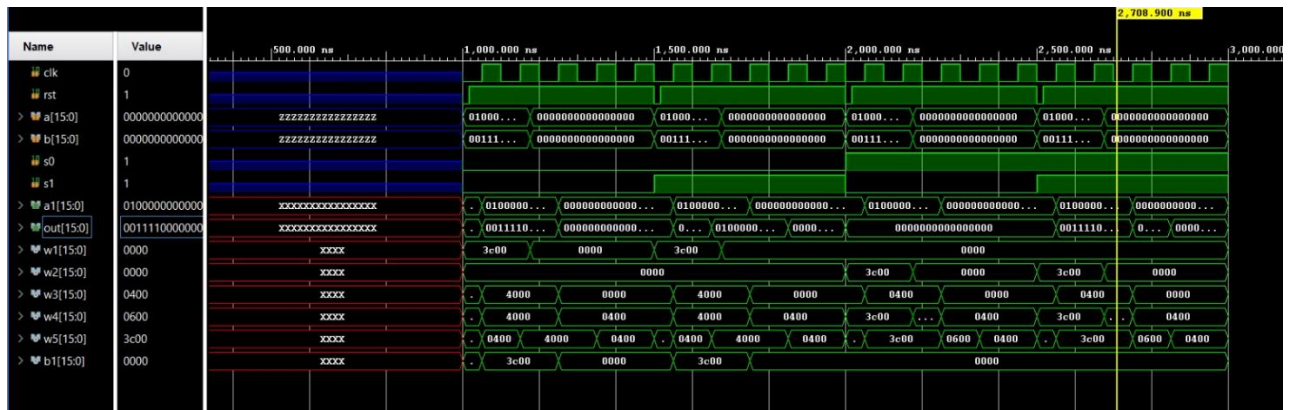 2,708.900 ns
Name Value 500.000 ns 1,000.000 ns 1,500.000 ns 2,000.000 ns 2,500.000 ns 3,000.000
clk 0
rst 1
> a[15:0] 0000000000000 zzzzzzzzzzzzzzzz 01000... 0000000000000000 01000... 0000000000000000 01000... 0000000000000000 01000... 0000000000000000
> b[15:0] 0000000000000 zzzzzzzzzzzzzzzz 00111... 0000000000000000 00111... 0000000000000000 00111... 0000000000000000 00111... 0000000000000000
s0 1
s1 1
> a1[15:0] 0100000000000 xxxxxxxxxxxxxxxx . 0100000... 000000000000... 0100000... 000000000000... 0100000... 000000000000... 0100000... 0000000000...
> out[15:0] 0011110000000 xxxxxxxxxxxxxxxx . 0011110... 000000000000... 0... 0100000... 0000... 0000000000000000 0011110... 0... 0000...
> w1[15:0] 0000 xxxx 3c00 0000 3c00 0000
> w2[15:0] 0000 xxxx 0000 3c00 0000 3c00 0000
> w3[15:0] 0400 xxxx . 4000 0000 4000 0000 0400 0000 0400 0000
> w4[15:0] 0600 xxxx . 4000 0400 4000 0400 3c00 ... 0400 3c00 ... 0400
> w5[15:0] 3c00 xxxx . 0400 4000 0400 . 0400 4000 0400 . 3c00 0600 0400 . 3c00 0600 0400
> b1[15:0] 0000 xxxx . 3c00 0000 3c00 0000